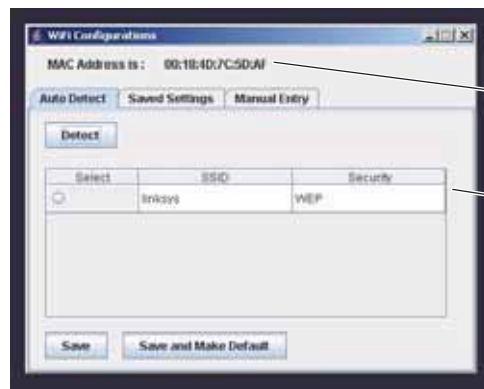 WiFi Configurations
MAC Address is : 00:18:4D:7C:5D:AF
Auto Detect Saved Settings Manual Entry
Detect
Select SSID Security
linksys WEP
Save Save and Make Default